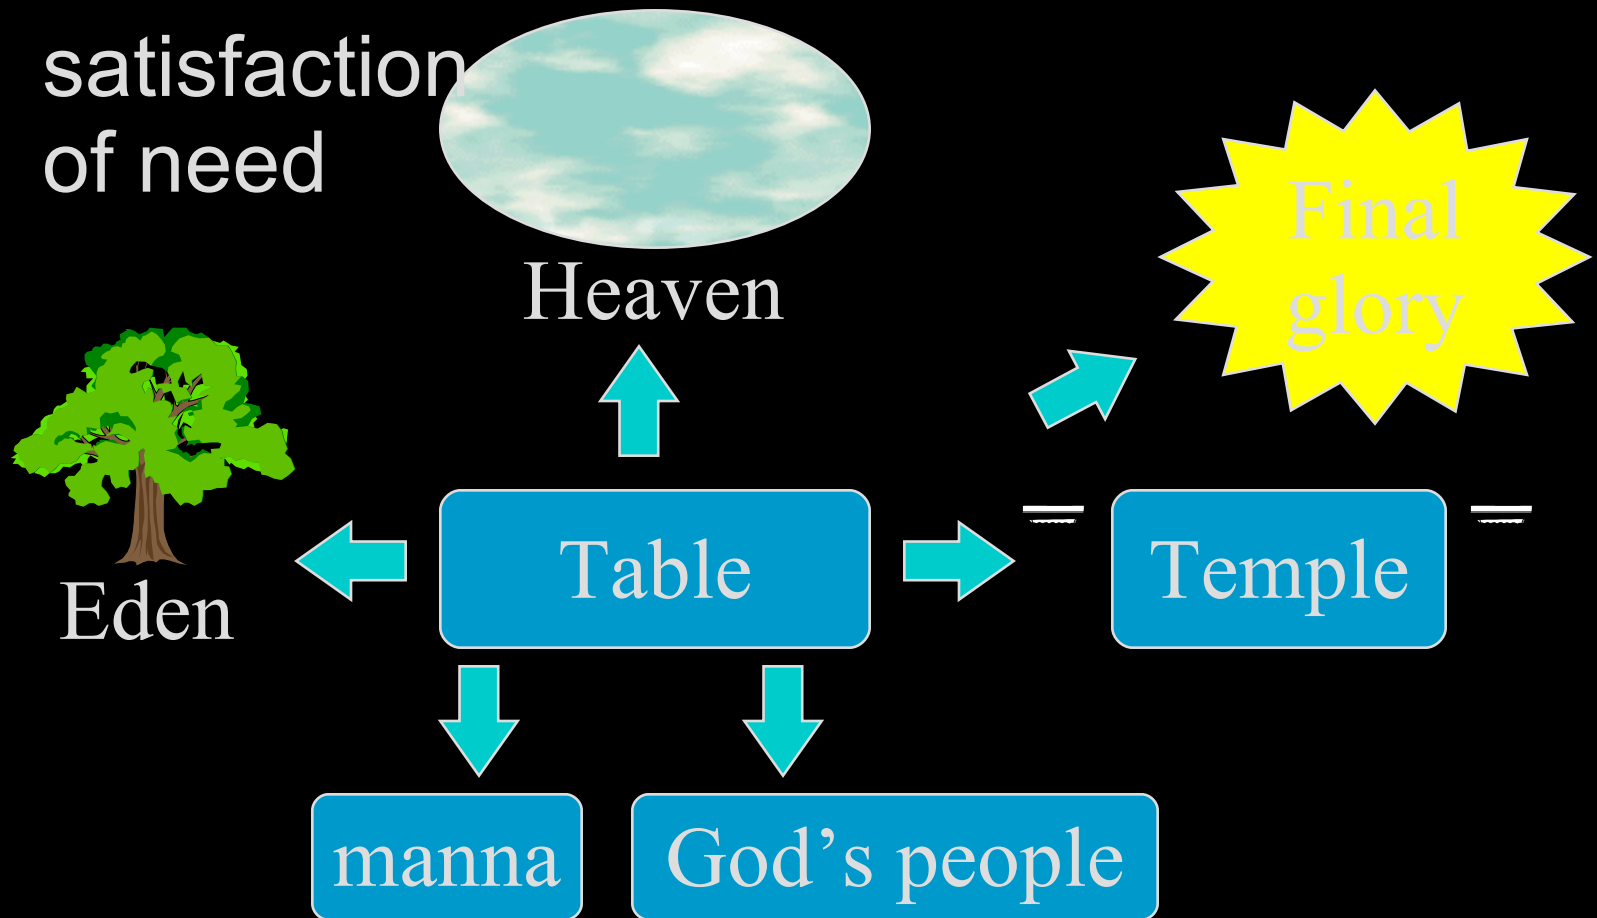 satisfaction
of need
Heaven
Final
glory
Eden
Table
Temple
manna
God’s people